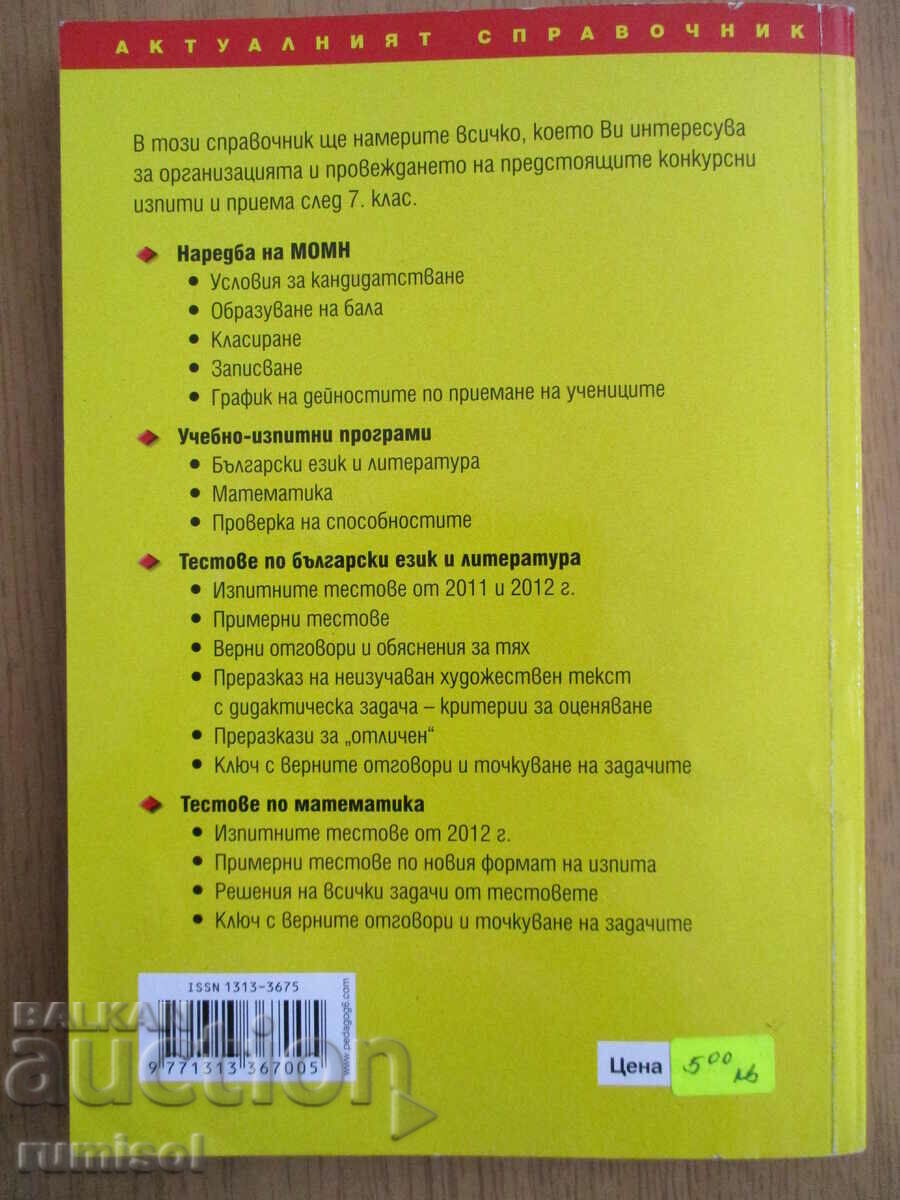 АКТУАЛНИЯТ СПРАВОЧНИК
В този справочник ще намерите всичко, което Ви интересува
за организацията и провеждането на предстоящите конкурсни
изпити и приема след 7. клас.
Наредба на МОМН
• Условия за кандидатстване
• Образуване на бала
• Класиране
• Записване
• График на дейностите по приемане на учениците
Учебно-изпитни програми
• Български език и литература
• Математика
• Проверка на способностите
Тестове по български език и литература
• Изпитните тестове от 2011 и 2012 г.
• Примерни тестове
• Верни отговори и обяснения за тях
• Преразказ на неизучаван художествен текст
с дидактическа задача – критерии за оценяване
• Преразкази за „отличен“
• Ключ с верните отговори и точкуване на задачите
Тестове по математика
• Изпитните тестове от 2012 г.
• Примерни тестове по новия формат на изпита
• Решения на всички задачи от тестовете
• Ключ с верните отговори и точкуване на задачите
ISSN 1313-3675
9 771313 367005
www.pedagog6.com
Цена
5 00 лв
BALKAN
auction
rumisol